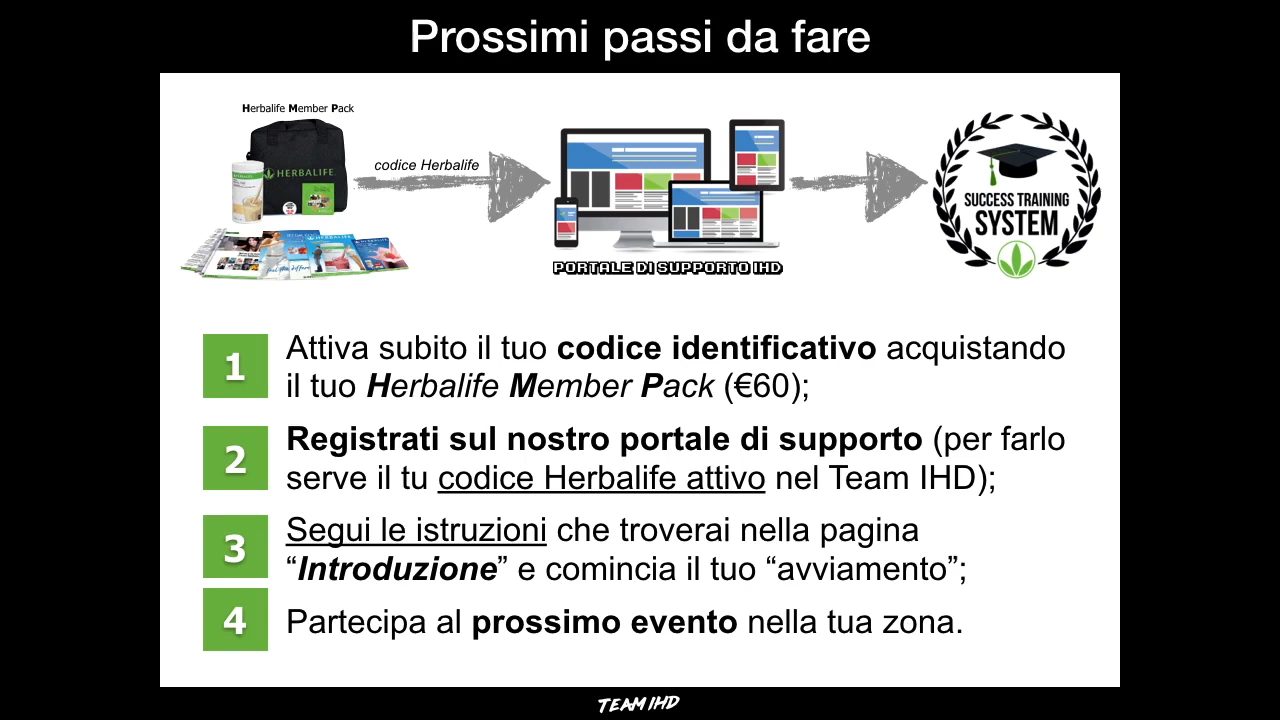 Prossimi passi da fare
Herbalife Member Pack
HERBALIFE
codice Herbalife
PORTALE DI SUPPORTO IHD
SUCCESS TRAINING
SYSTEM
1
Attiva subito il tuo codice identificativo acquistando
il tuo Herbalife Member Pack (€60);
2
Registrati sul nostro portale di supporto (per farlo
serve il tu codice Herbalife attivo nel Team IHD);
3
Segui le istruzioni che troverai nella pagina
“Introduzione” e comincia il tuo “avviamento”;
4
Partecipa al prossimo evento nella tua zona.
TEAM IHD